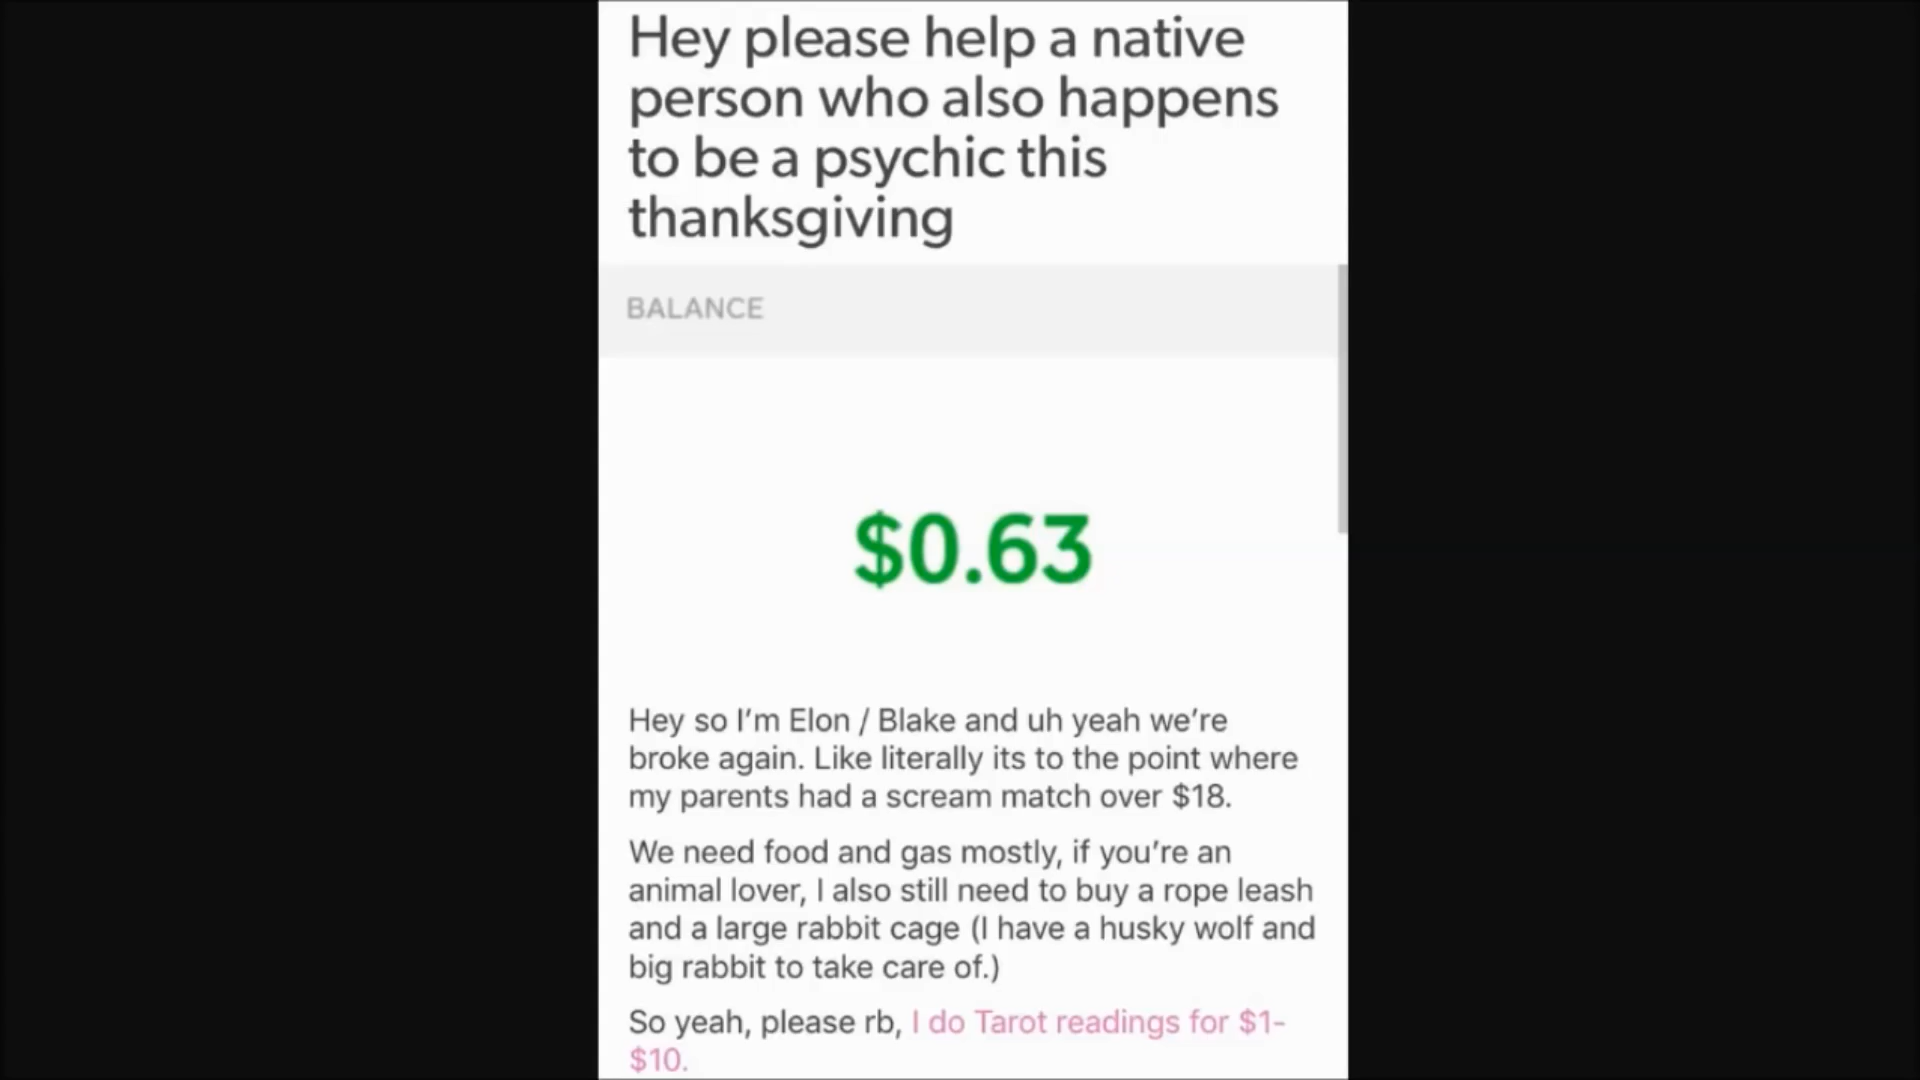 Hey please help a native
person who also happens
to be a psychic this
thanksgiving
BALANCE
$0.63
Hey so I’m Elon / Blake and uh yeah we’re
broke again. Like literally its to the point where
my parents had a scream match over $18.
We need food and gas mostly, if you’re an
animal lover, I also still need to buy a rope leash
and a large rabbit cage (I have a husky wolf and
big rabbit to take care of.)
So yeah, please rb, I do Tarot readings for $1-
$10.